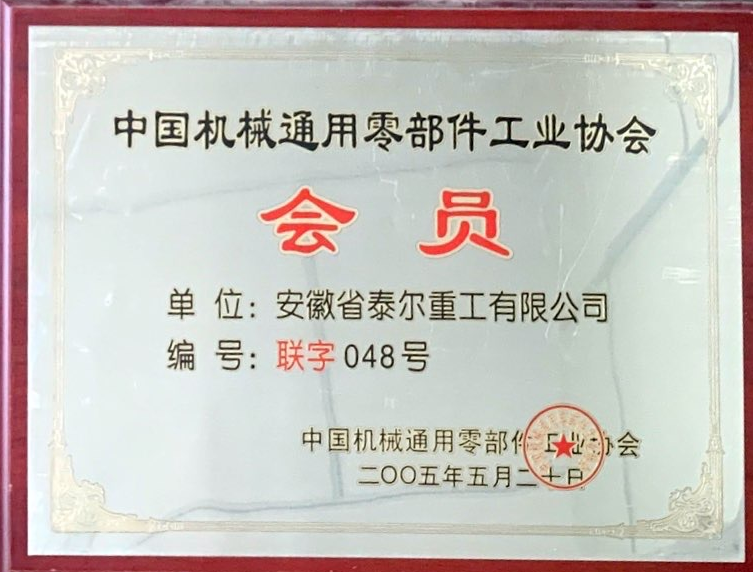 中国机械通用零部件工业协会
会员
单位：安徽省泰尔重工有限公司
编号：联字048号
中国机械通用零部件工业协会
二〇〇五年五月二十日